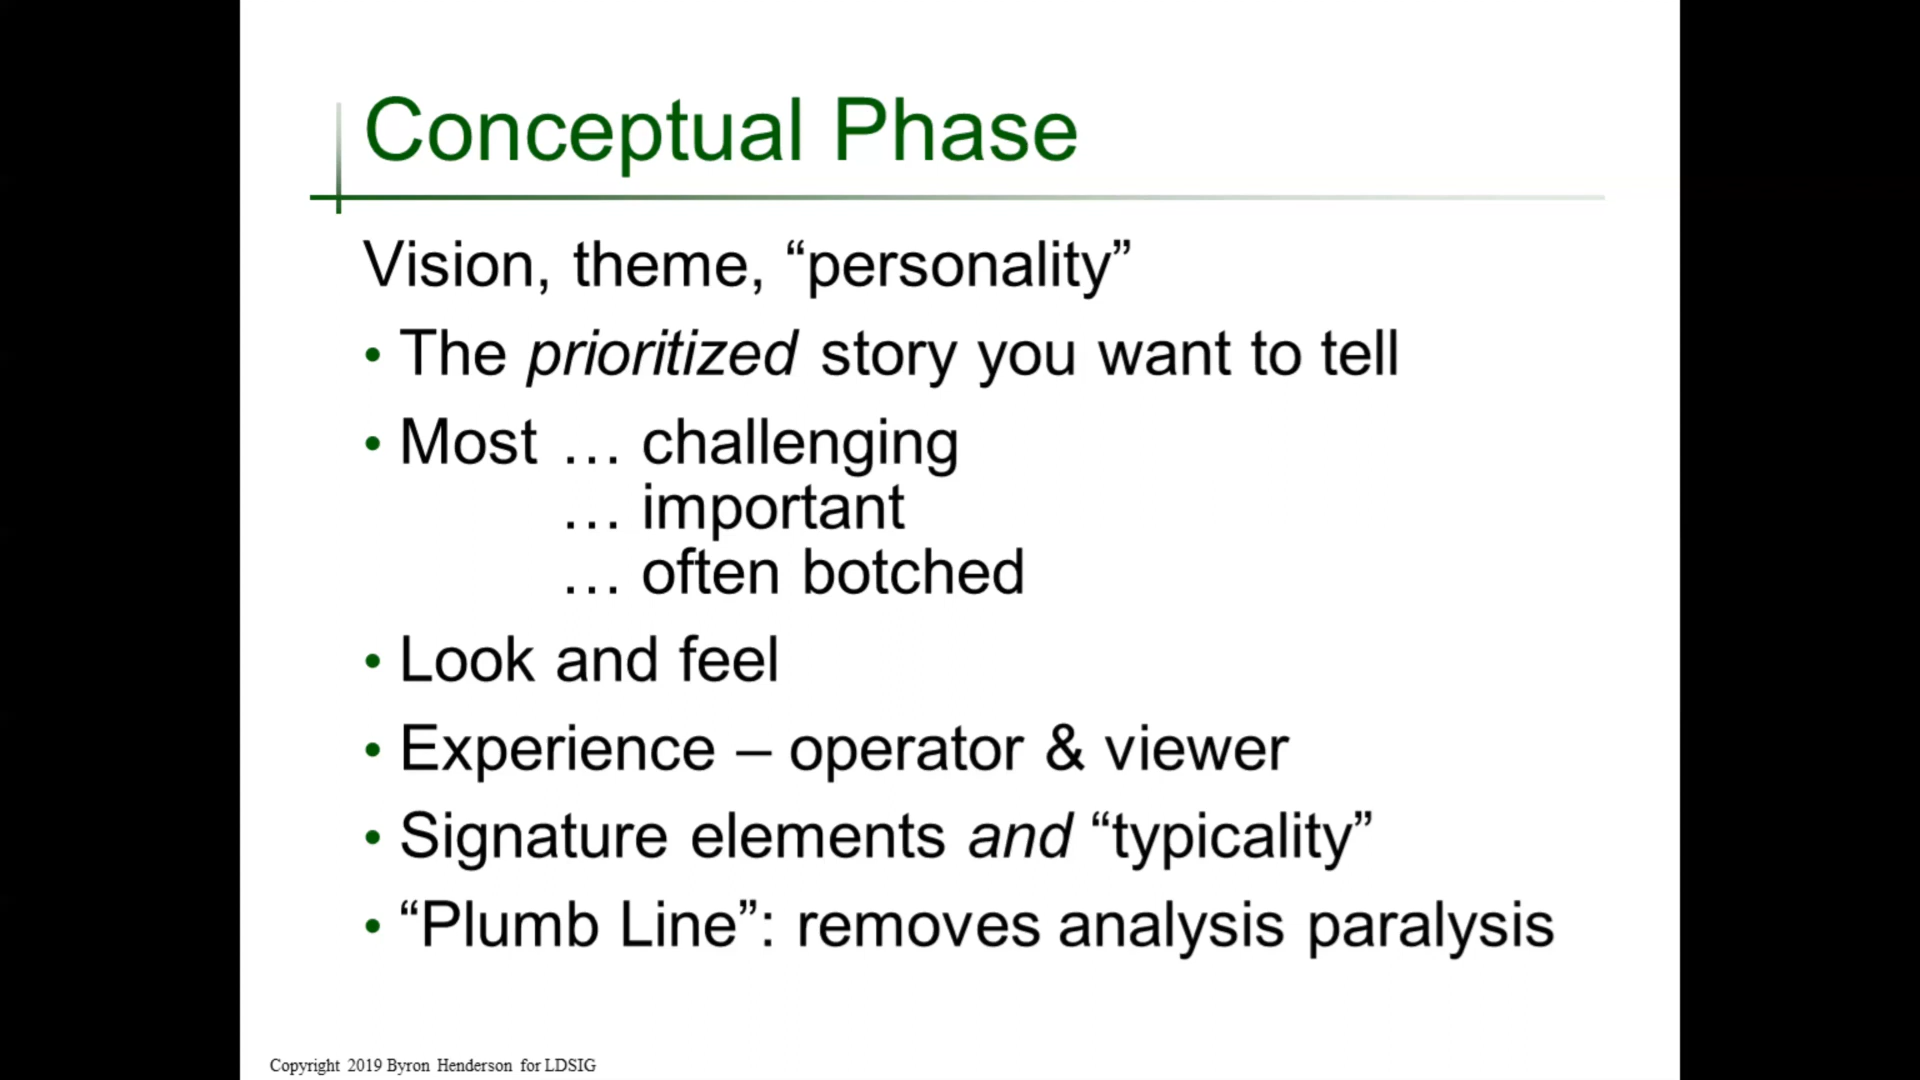 Conceptual Phase
Vision, theme, “personality”
• The prioritized story you want to tell
• Most … challenging
… important
… often botched
• Look and feel
• Experience – operator & viewer
• Signature elements and “typicality”
• “Plumb Line”: removes analysis paralysis
Copyright 2019 Byron Henderson for LDSIG